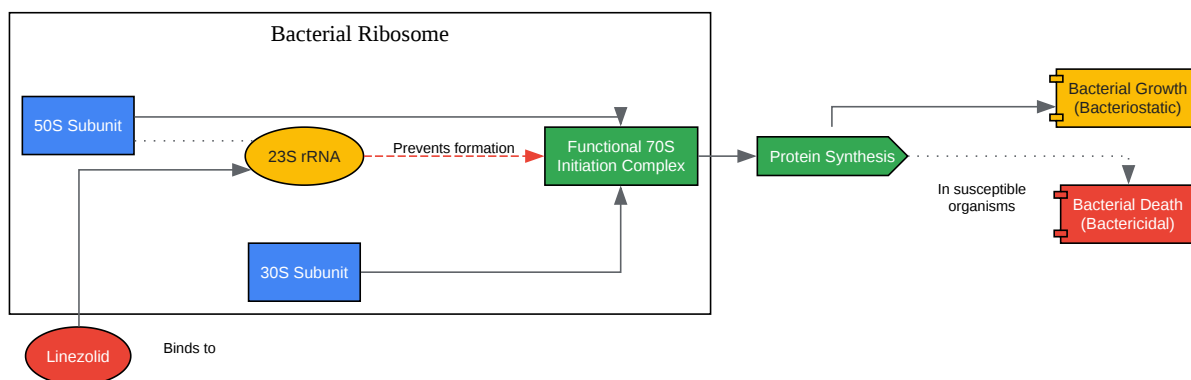 Bacterial Ribosome
50S Subunit
23S rRNA
Prevents formation
Functional 70S
Initiation Complex
Protein Synthesis
Bacterial Growth
(Bacteriostatic)
In susceptible
organisms
Bacterial Death
(Bactericidal)
30S Subunit
Linezolid
Binds to